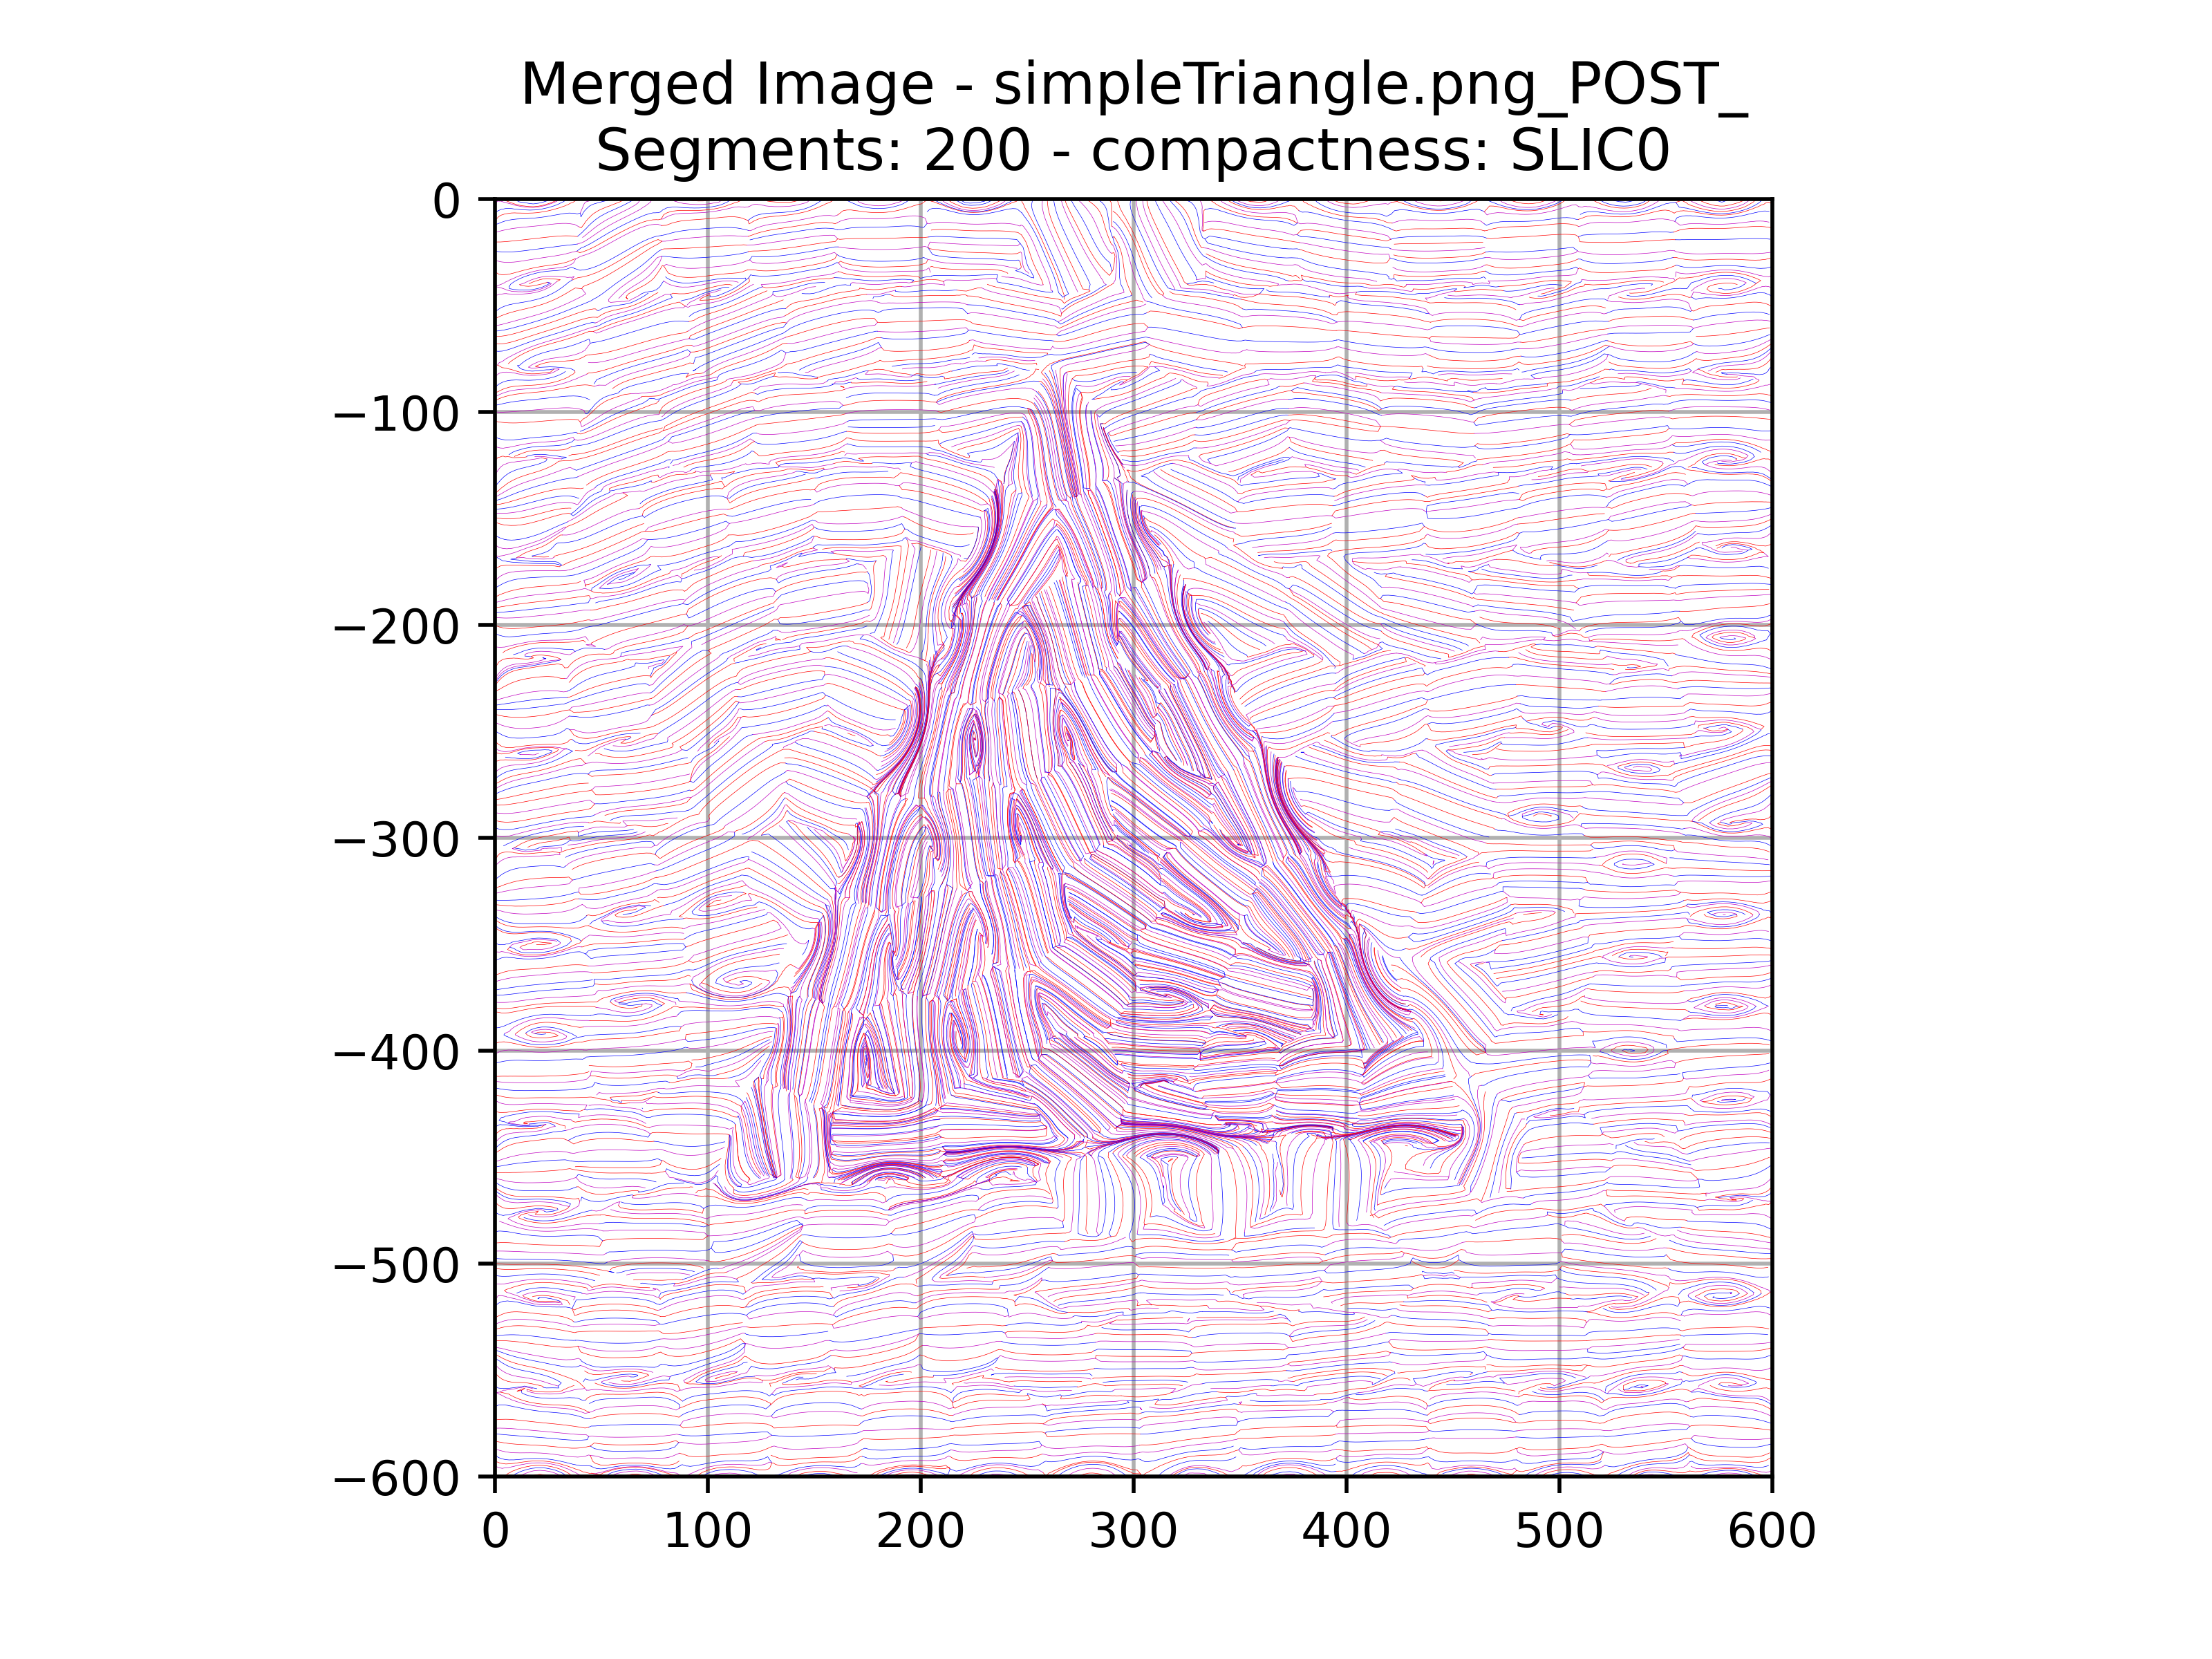 Merged Image - simpleTriangle.png_POST_
Segments: 200 - compactness: SLIC0
0
−100
−200
−300
−400
−500
−600
0 100 200 300 400 500 600